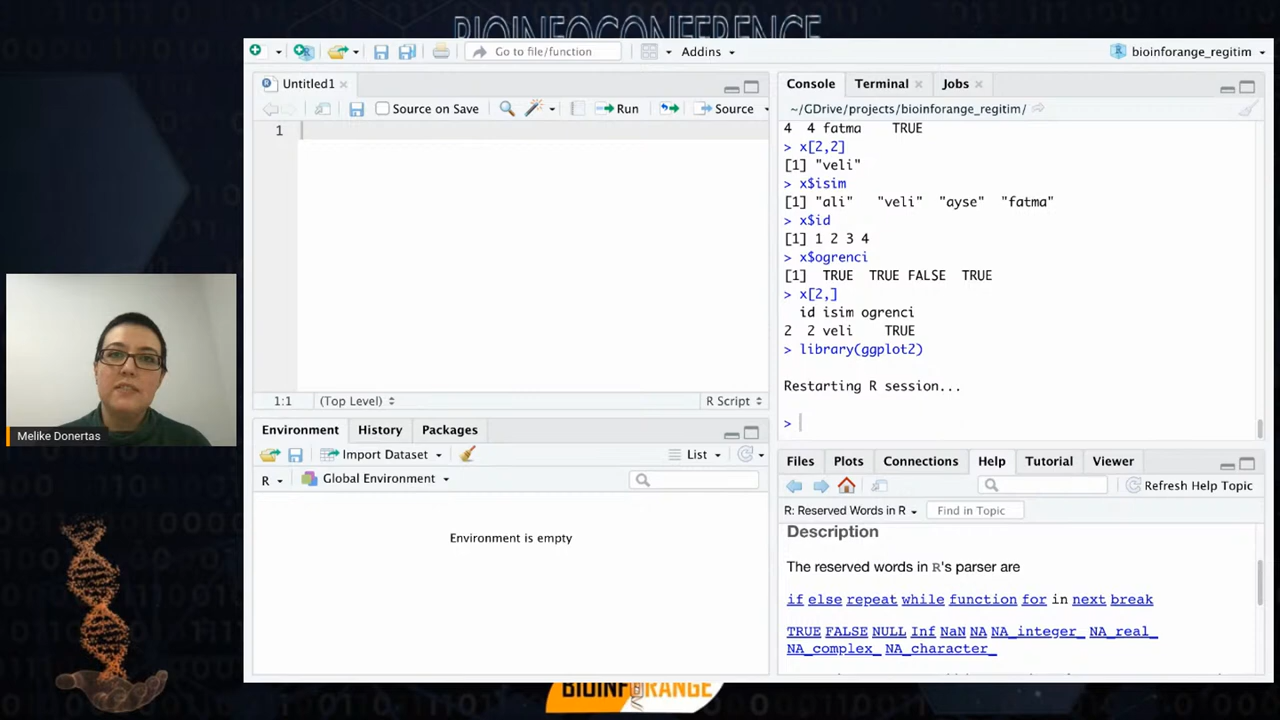 BIOINFOCONFERENCE
Go to file/function
Addins
bioinforange_regitim
Untitled1
Source on Save
Run
Source
1
1:1
(Top Level)
R Script
Console
Terminal
Jobs
~/GDrive/projects/bioinforange_regitim/
4 4 fatma TRUE
> x[2,2]
[1] "veli"
> x$isim
[1] "ali" "veli" "ayse" "fatma"
> x$id
[1] 1 2 3 4
> x$ogrenci
[1] TRUE TRUE FALSE TRUE
> x[2,]
id isim ogrenci
2 2 veli TRUE
> library(ggplot2)
Restarting R session...
>
Melike Donertas
Environment
History
Packages
Import Dataset
List
R
Global Environment
Environment is empty
Files
Plots
Connections
Help
Tutorial
Viewer
Refresh Help Topic
R: Reserved Words in R
Find in Topic
Description
The reserved words in R's parser are
if else repeat while function for in next break
TRUE FALSE NULL Inf NaN NA NA_integer_ NA_real_
NA_complex_ NA_character_
BIOINFORANGE